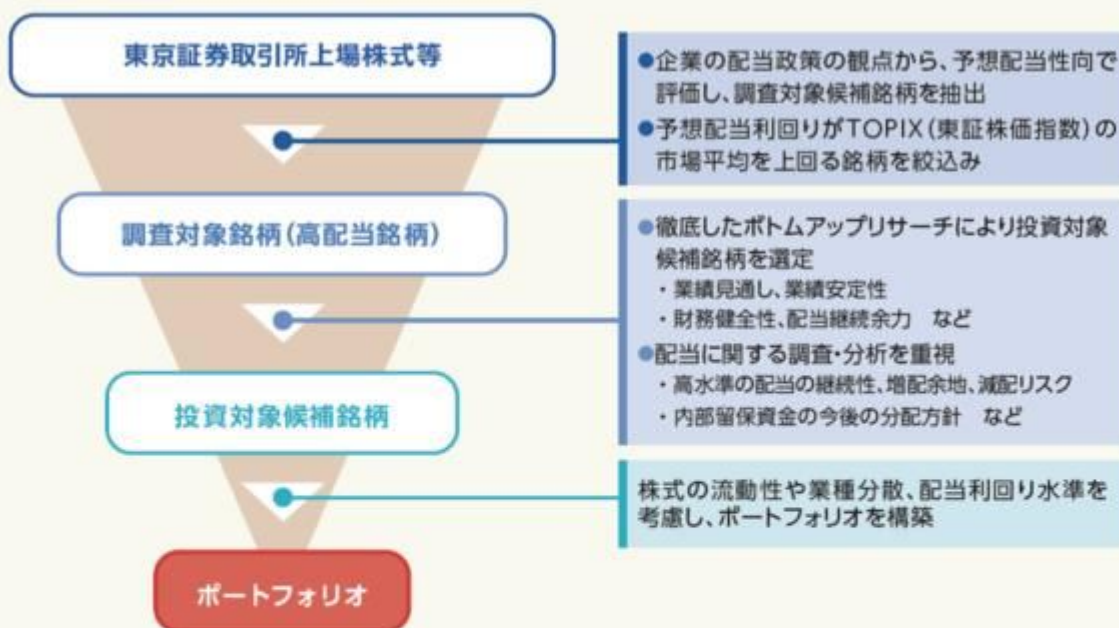 東京証券取引所上場株式等
●企業の配当政策の観点から、予想配当性向で
評価し、調査対象候補銘柄を抽出
●予想配当利回りがTOPIX(東証株価指数)の
市場平均を上回る銘柄を絞込み
調査対象銘柄(高配当銘柄)
●徹底したボトムアップリサーチにより投資対象
候補銘柄を選定
・業績見通し、業績安定性
・財務健全性、配当継続余力 など
●配当に関する調査・分析を重視
・高水準の配当の継続性、増配余地、減配リスク
・内部留保資金の今後の分配方針 など
投資対象候補銘柄
株式の流動性や業種分散、配当利回り水準を
考慮し、ポートフォリオを構築
ポートフォリオ